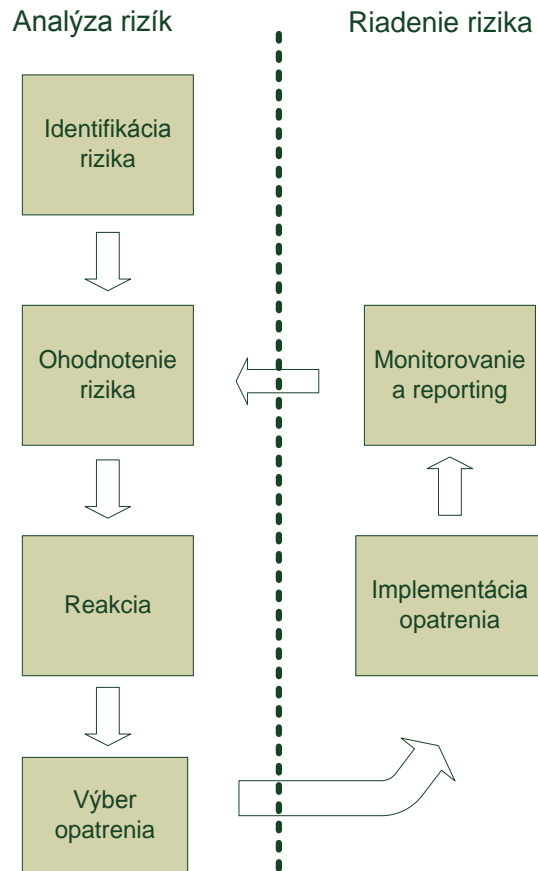 Analýza rizík
Riadenie rizika
Identifikácia
rizika
Ohodnotenie
rizika
Monitorovanie
a reporting
Reakcia
Implementácia
opatrenia
Výber
opatrenia